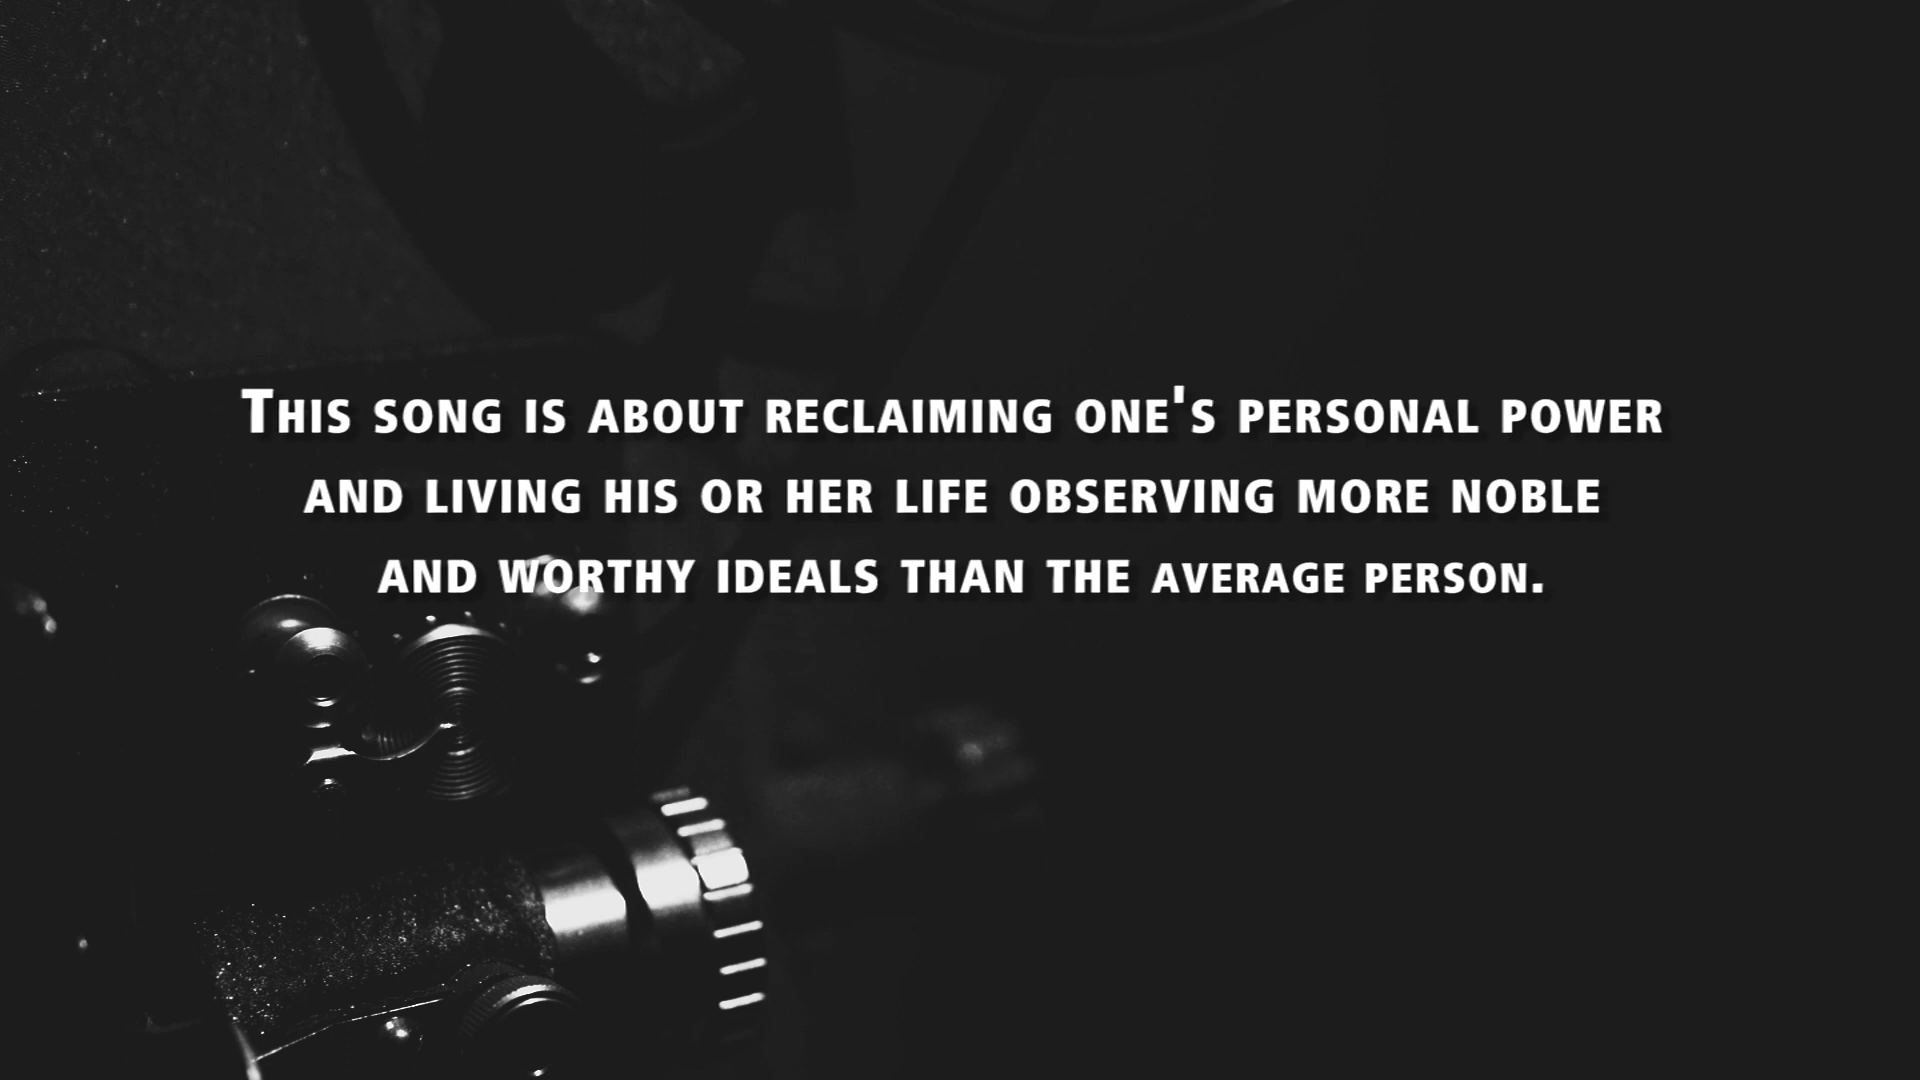 This song is about reclaiming one's personal power
and living his or her life observing more noble
and worthy ideals than the average person.